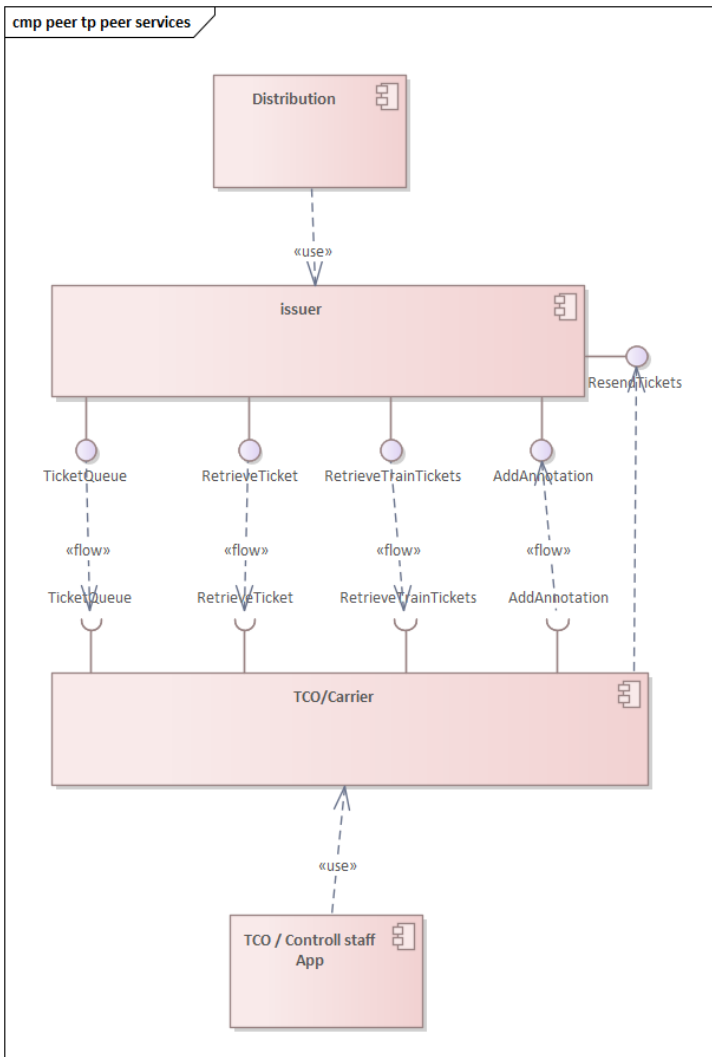 cmp peer tp peer services
Distribution
«use»
issuer
ResendTickets
TicketQueue
RetrieveTicket
RetrieveTrainTickets
AddAnnotation
«flow»
«flow»
«flow»
«flow»
TicketQueue
RetrieveTicket
RetrieveTrainTickets
AddAnnotation
TCO/Carrier
«use»
TCO / Controll staff
App